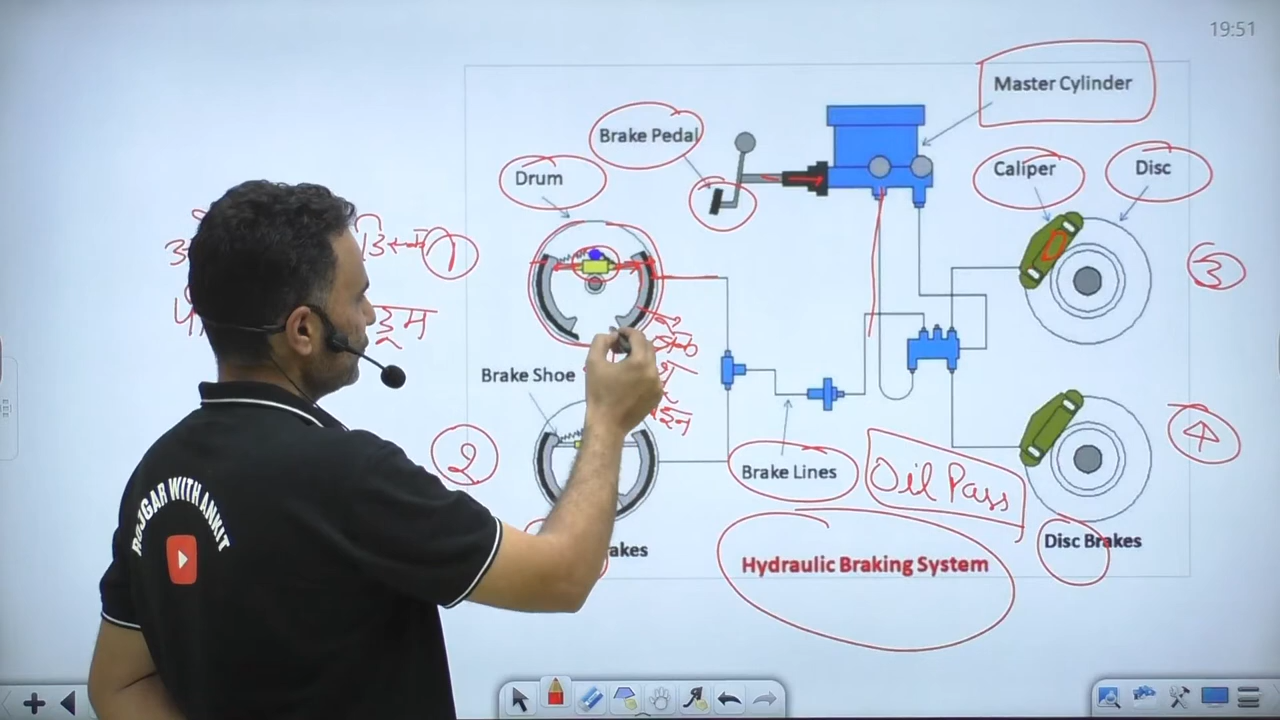 19:51
Master Cylinder
Brake Pedal
Drum
Caliper
Disc
1
3
ड्रम
Brake Shoe
2
4
Brake Lines
Oil Pass
Hydraulic Braking System
Disc Brakes
ROJGAR WITH ANKIT